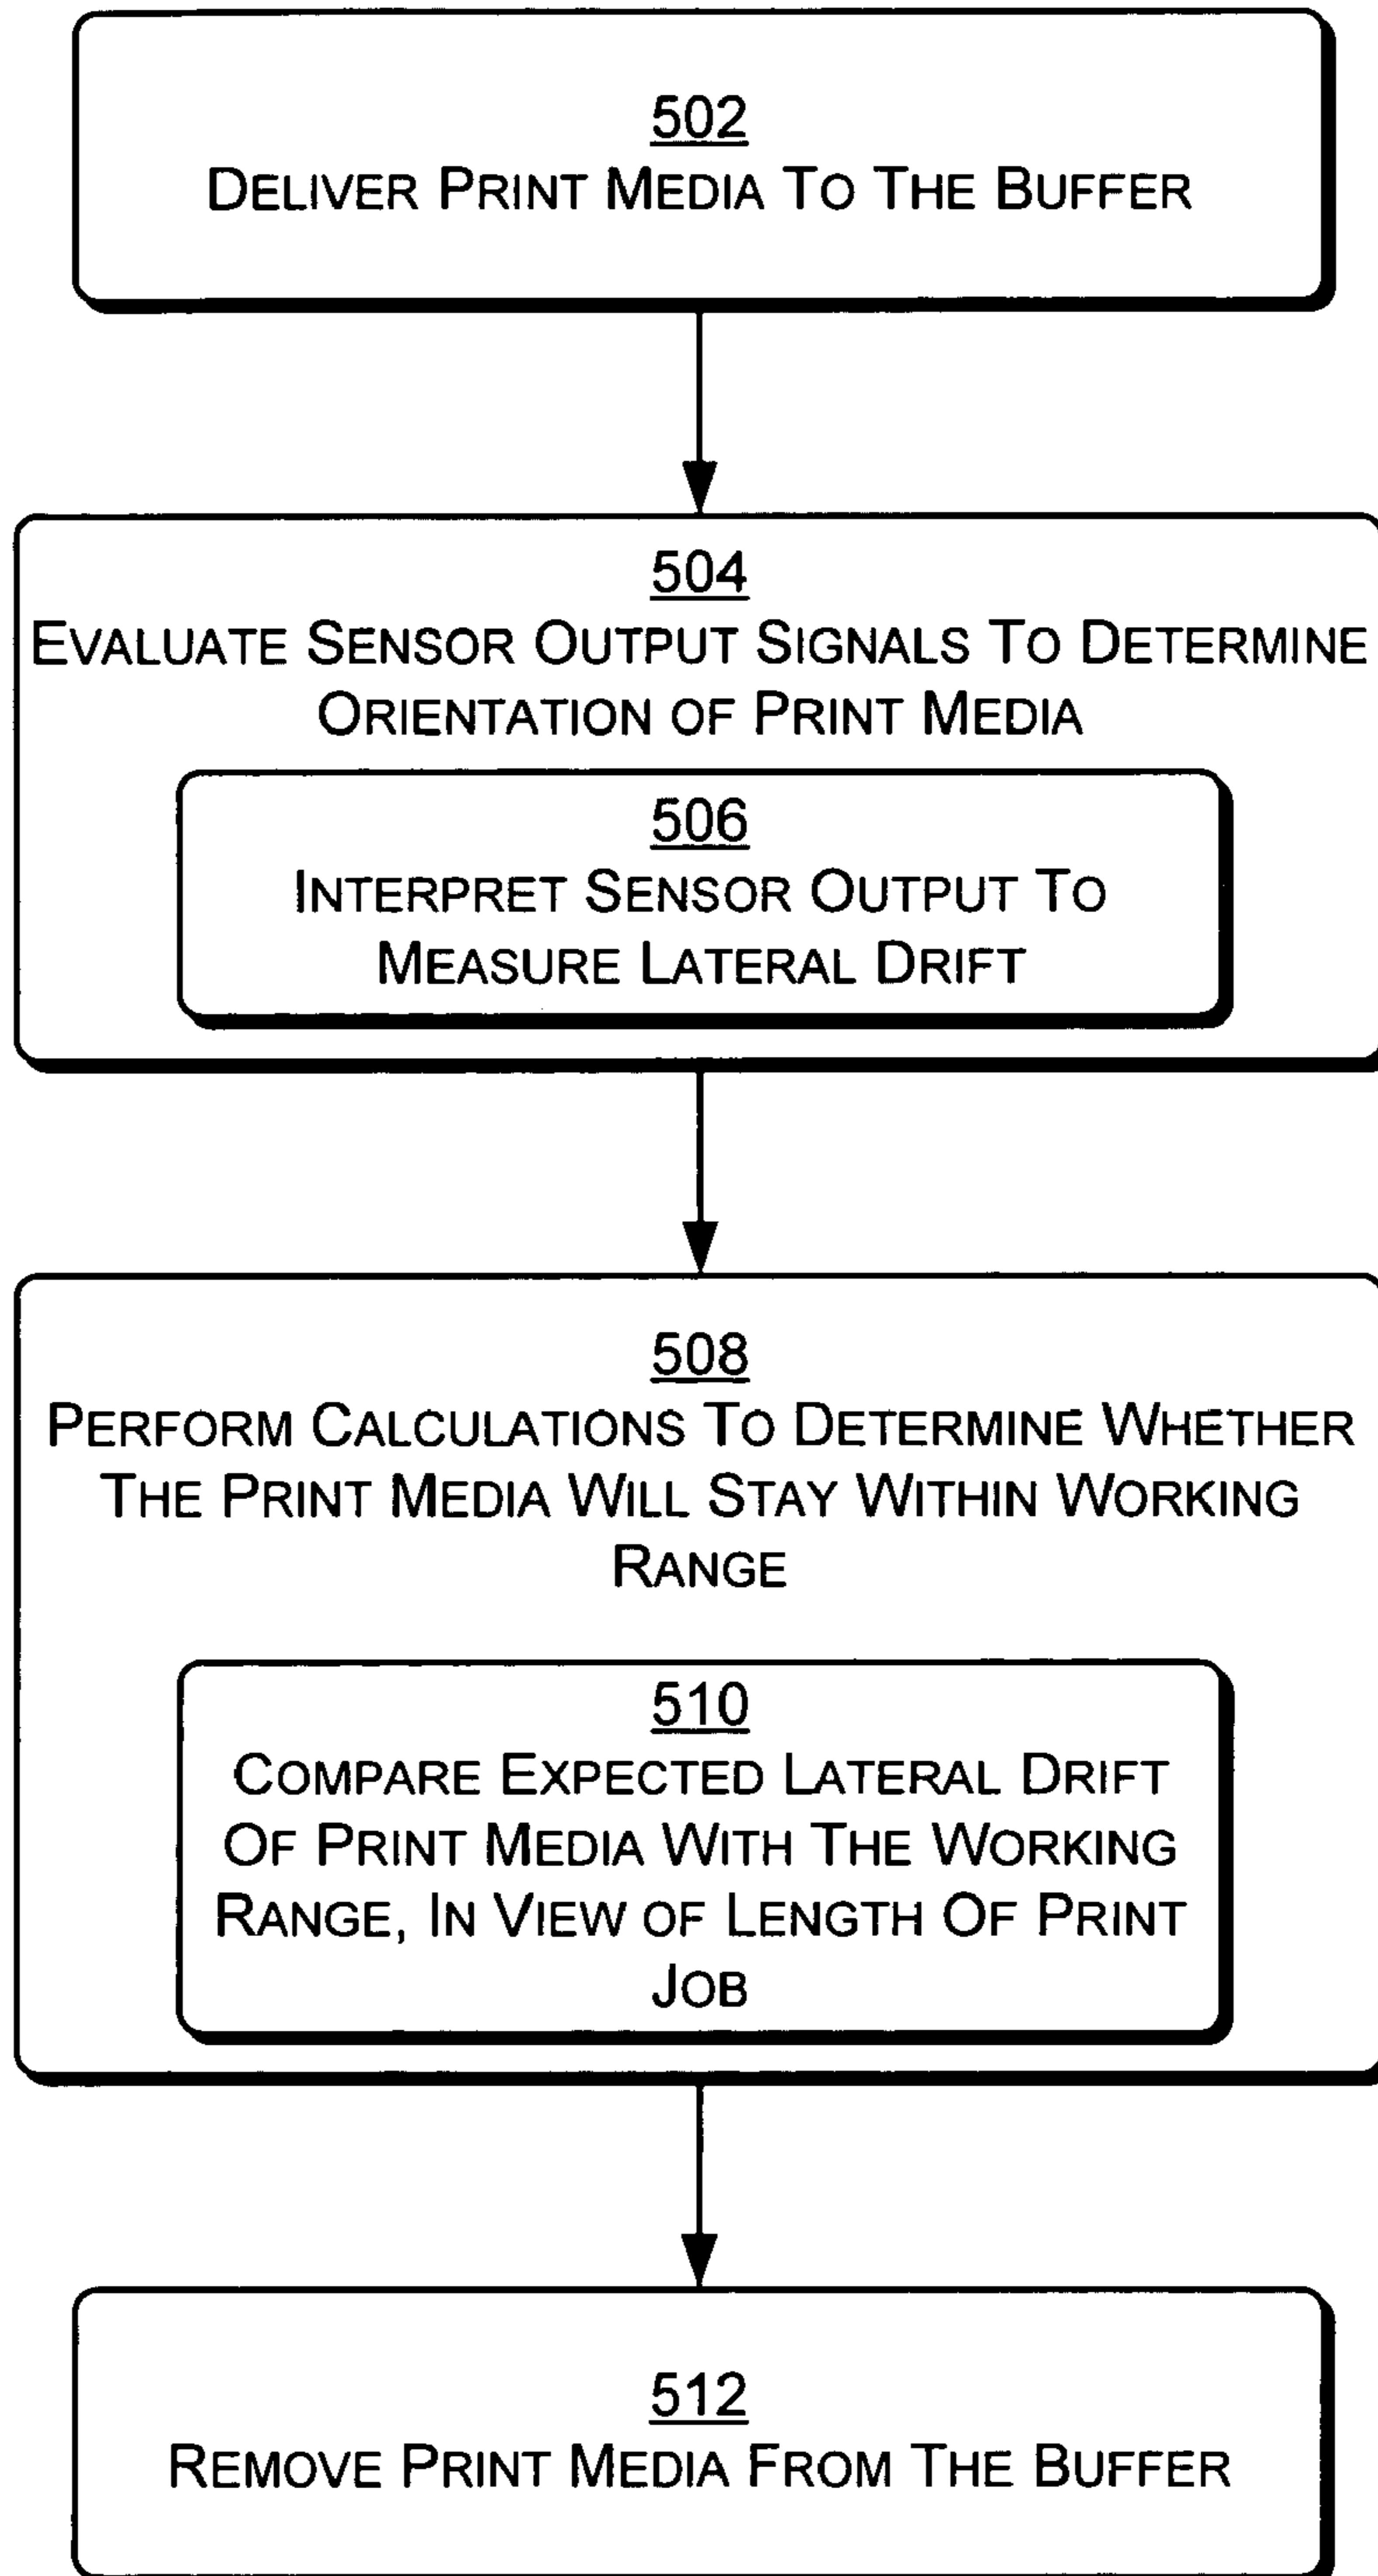 502
DELIVER PRINT MEDIA TO THE BUFFER
504
EVALUATE SENSOR OUTPUT SIGNALS TO DETERMINE
ORIENTATION OF PRINT MEDIA
506
INTERPRET SENSOR OUTPUT TO
MEASURE LATERAL DRIFT
508
PERFORM CALCULATIONS TO DETERMINE WHETHER
THE PRINT MEDIA WILL STAY WITHIN WORKING
RANGE
510
COMPARE EXPECTED LATERAL DRIFT
OF PRINT MEDIA WITH THE WORKING
RANGE, IN VIEW OF LENGTH OF PRINT
JOB
512
REMOVE PRINT MEDIA FROM THE BUFFER